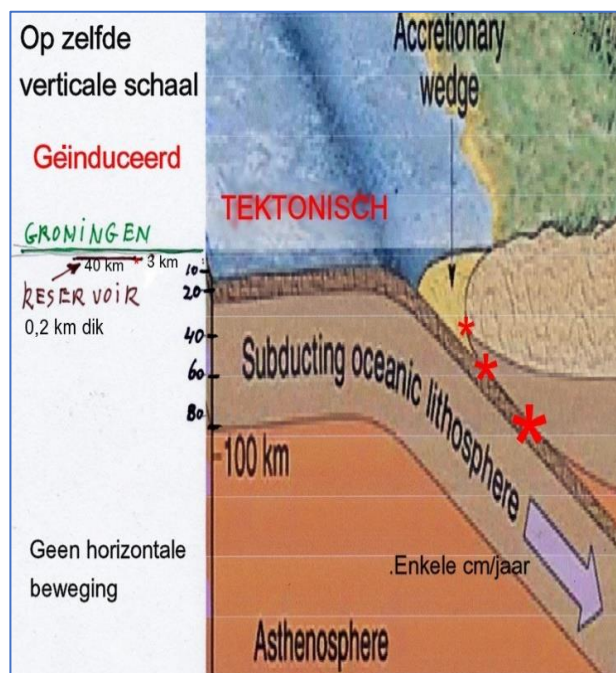 Op zelfde
verticale schaal
Geïnduceerd
GRONINGEN
40 km
3 km
RESERVOIR
0,2 km dik
Geen horizontale
beweging
Accretionary
wedge
TEKTONISCH
10
20
40
60
80
100 km
Subducting oceanic lithosphere
.Enkele cm/jaar
Asthenosphere